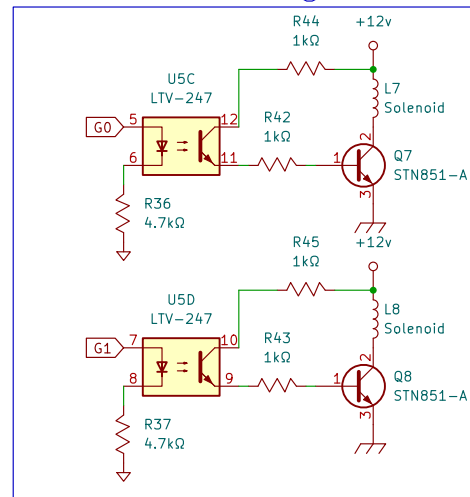 R44
1kΩ
+12v
U5C
LTV-247
L7
Solenoid
R42
1kΩ
G0
5
12
6
11
2
1
3
Q7
STN851-A
R36
4.7kΩ
R45
1kΩ
+12v
U5D
LTV-247
L8
Solenoid
R43
1kΩ
G1
7
10
8
9
2
1
3
Q8
STN851-A
R37
4.7kΩ